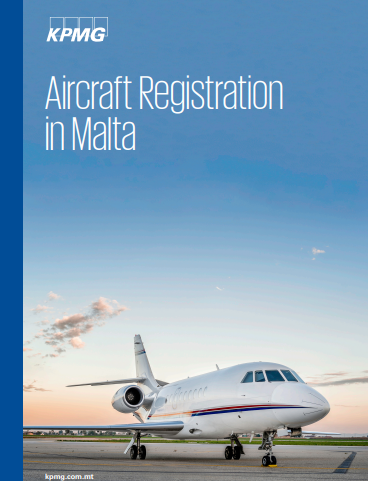 KPMG
Aircraft Registration
in Malta
kpmg.com.mt